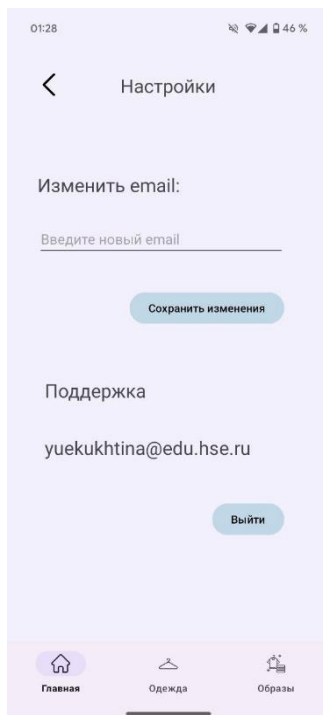 01:28
46 %
Настройки
Изменить email:
Введите новый email
Сохранить изменения
Поддержка
yuekukhtina@edu.hse.ru
Выйти
Главная
Одежда
Образы